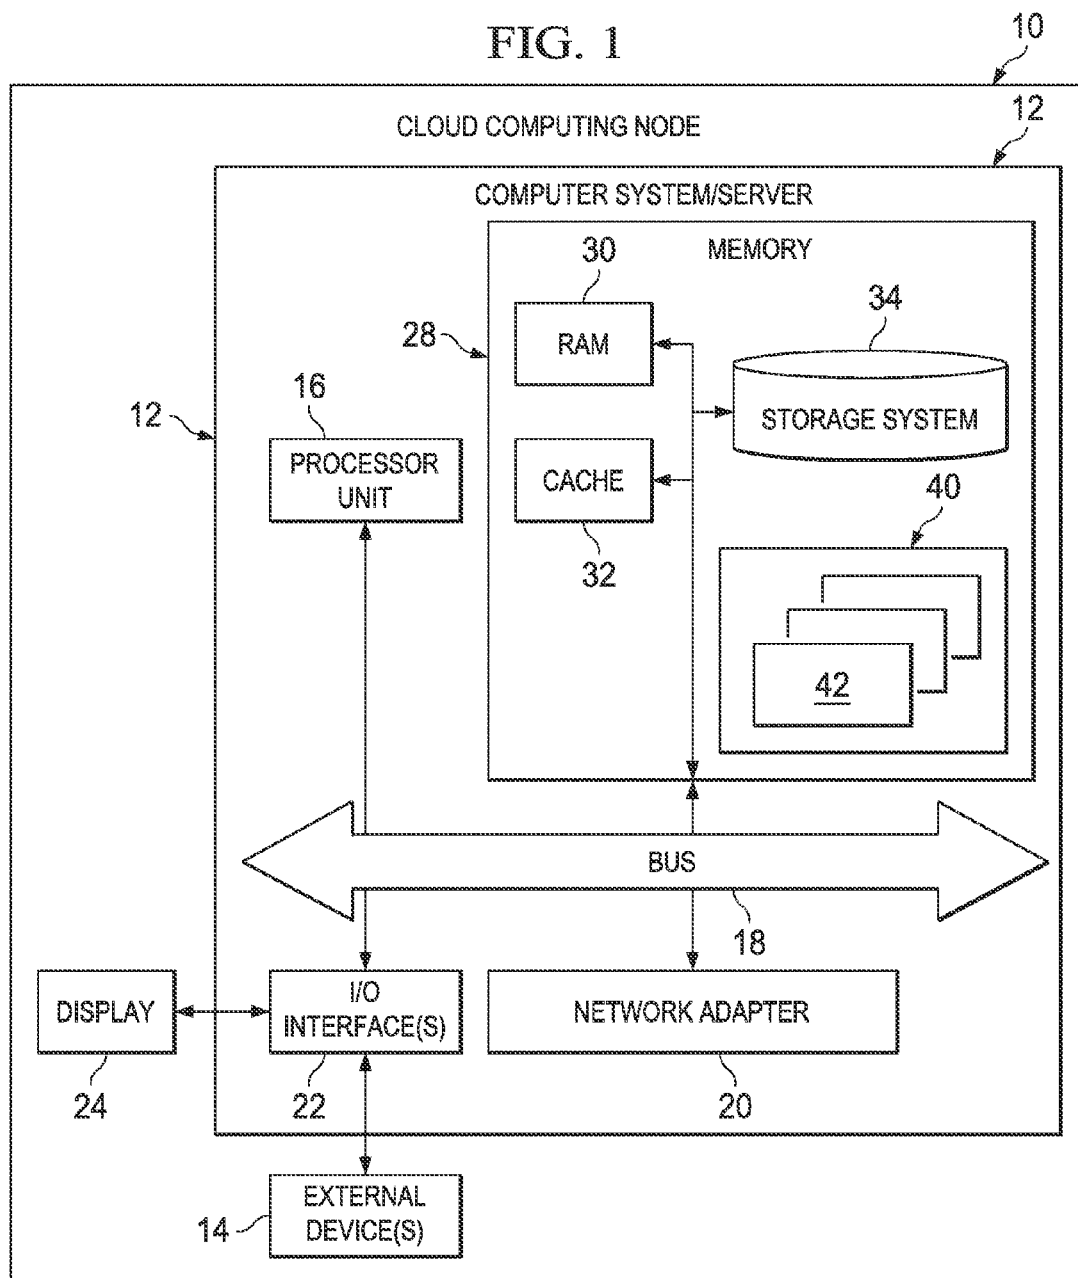 FIG. 1
10
CLOUD COMPUTING NODE
12
COMPUTER SYSTEM/SERVER
MEMORY
30
RAM
34
28
STORAGE SYSTEM
16
12
PROCESSOR
UNIT
CACHE
32
40
42
BUS
18
DISPLAY
24
I/O
INTERFACE(S)
22
NETWORK ADAPTER
20
EXTERNAL
DEVICE(S)
14